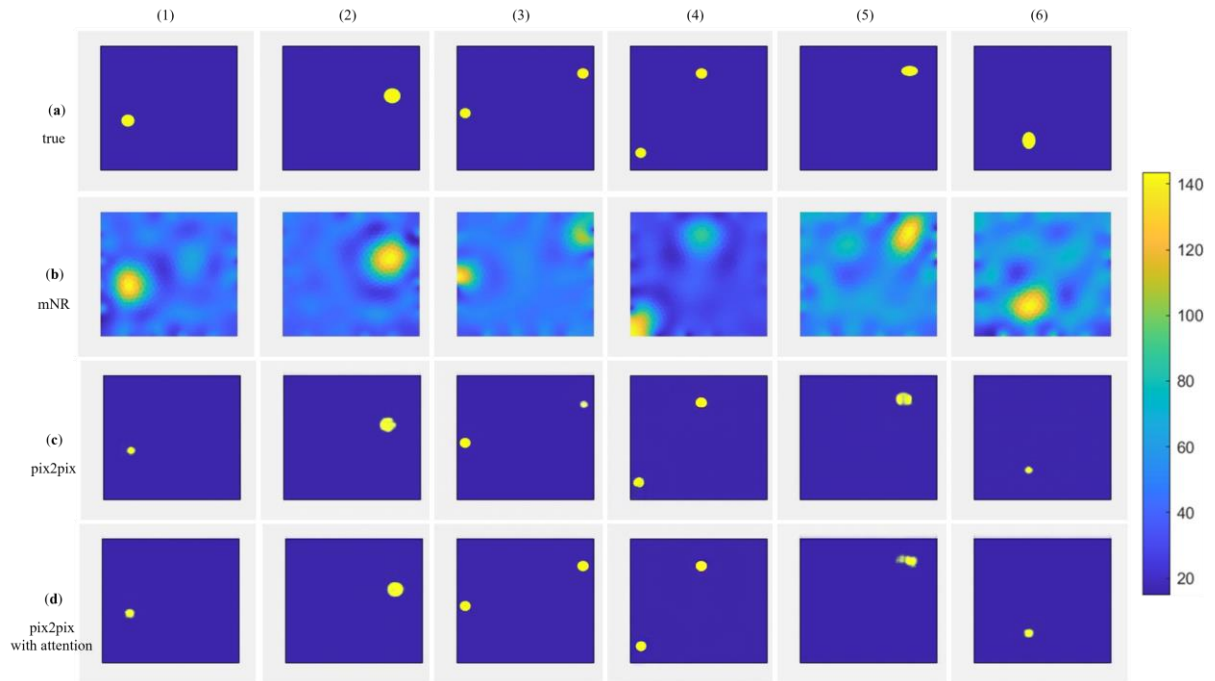 (1) (2) (3) (4) (5) (6)
(a)
true
(b)
mNR
(c)
pix2pix
(d)
pix2pix
with attention
140
120
100
80
60
40
20